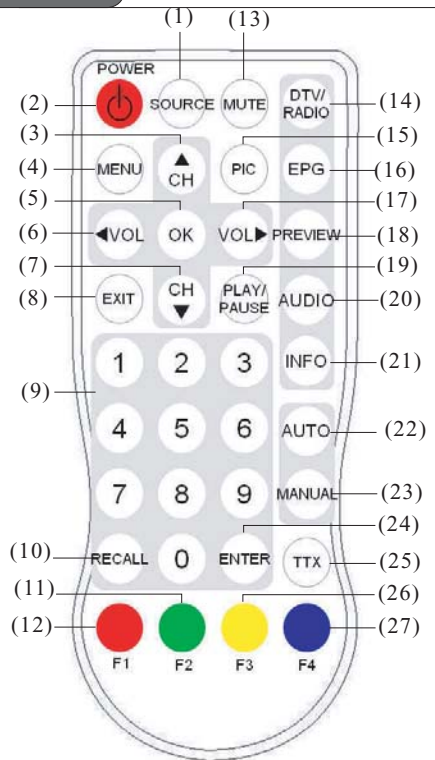 (1) (13)
POWER
(2) SOURCE MUTE DTV/ (14)
RADIO
(3) (15)
(4) MENU ▲ PIC EPG (16)
CH
(5) (17)
(6) ◀VOL OK VOL▶ PREVIEW (18)
(7) (19)
(8) EXIT CH PLAY/ AUDIO (20)
▼ PAUSE
1 2 3 INFO (21)
(9)
4 5 6 AUTO (22)
7 8 9 MANUAL (23)
(24)
(10) RECALL 0 ENTER TTX (25)
(11) (26)
(12) (27)
F1 F2 F3 F4